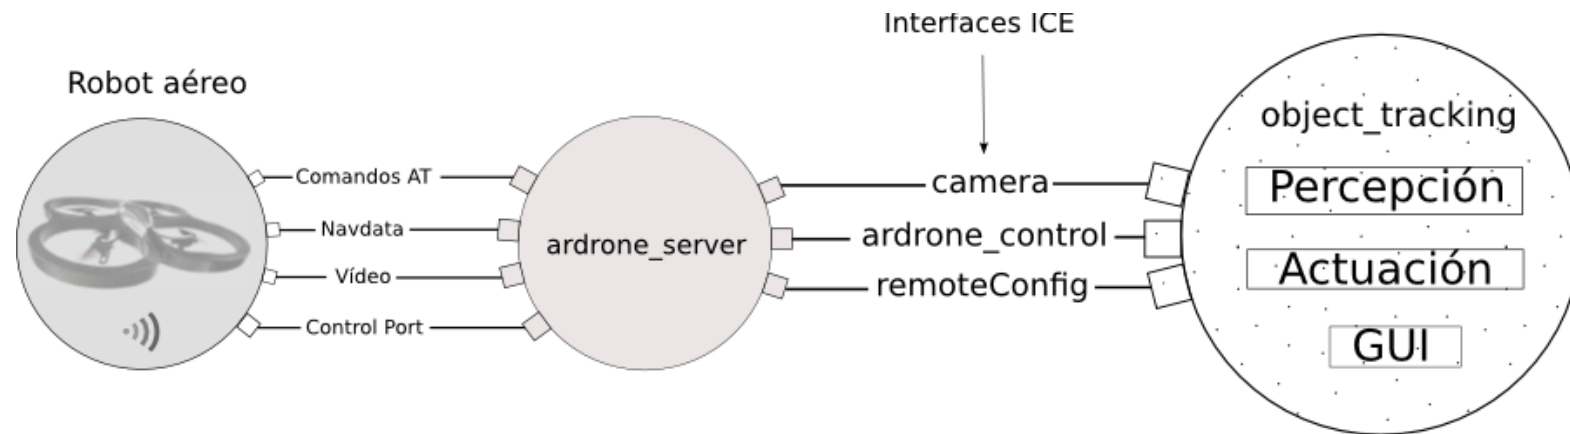 Interfaces ICE
Robot aéreo
object_tracking
Comandos AT
camera
Percepción
Navdata
ardrone_server
ardrone_control
Vídeo
remoteConfig
Actuación
Control Port
GUI